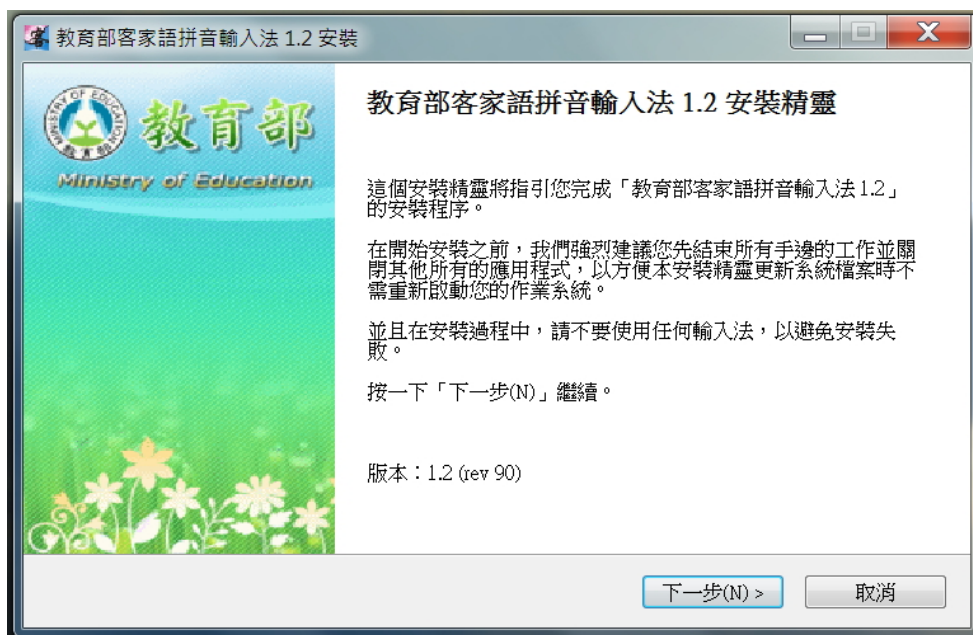 教育部客家語拼音輸入法 1.2 安裝
教育部
Ministry of Education
教育部客家語拼音輸入法 1.2 安裝精靈
這個安裝精靈將指引您完成「教育部客家語拼音輸入法1.2」
的安裝程序。
在開始安裝之前，我們強烈建議您先結束所有手邊的工作並關
閉其他所有的應用程式，以方便本安裝精靈更新系統檔案時不
需重新啟動您的作業系統。
並且在安裝過程中，請不要使用任何輸入法，以避免安裝失
敗。
按一下「下一步(N)」繼續。
版本：1.2 (rev 90)
下一步(N) >
取消